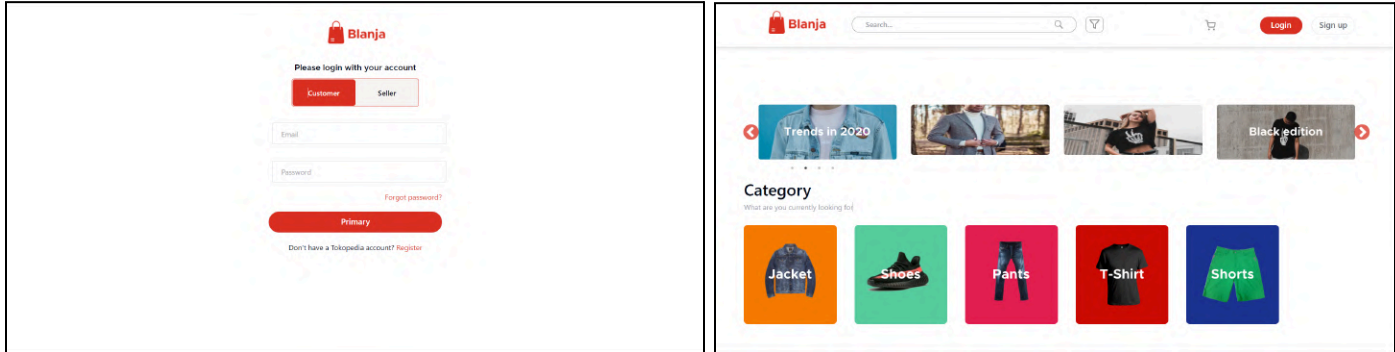 Blanja
Please login with your account
Customer Seller
Email
Password
Forgot password?
Primary
Don't have a Tokopedia account? Register
Blanja Search... Login Sign up
Trends in 2020 Black edition
Category
What are you currently looking for
Jacket Shoes Pants T-Shirt Shorts